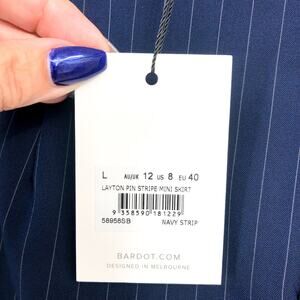 L AU/UK 12 US 8 EU 40
LAYTON PIN STRIPE MINI SKIRT
9 358590 181229
58958SB NAVY STRIP
BARDOT.COM
DESIGNED IN MELBOURNE